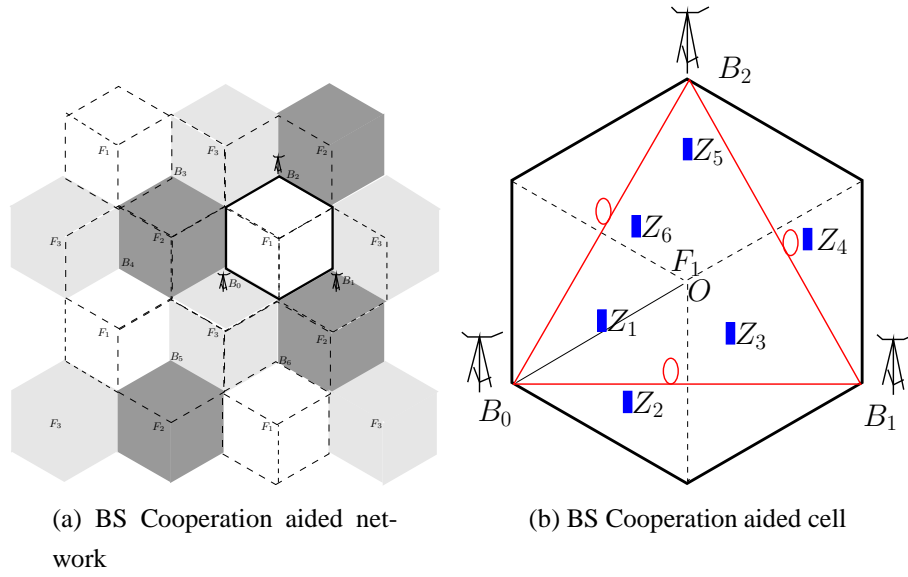 F₁
F₃
F₂
B₃
B₂
F₃
F₂
F₁
F₃
B₄
B₀
B₁
F₁
F₃
F₂
B₅
B₆
F₃
F₂
F₁
F₃
B₂
Z₅
Z₆
Z₄
F₁
O
Z₁
Z₃
Z₂
B₀
B₁
(a) BS Cooperation aided net-
work
(b) BS Cooperation aided cell